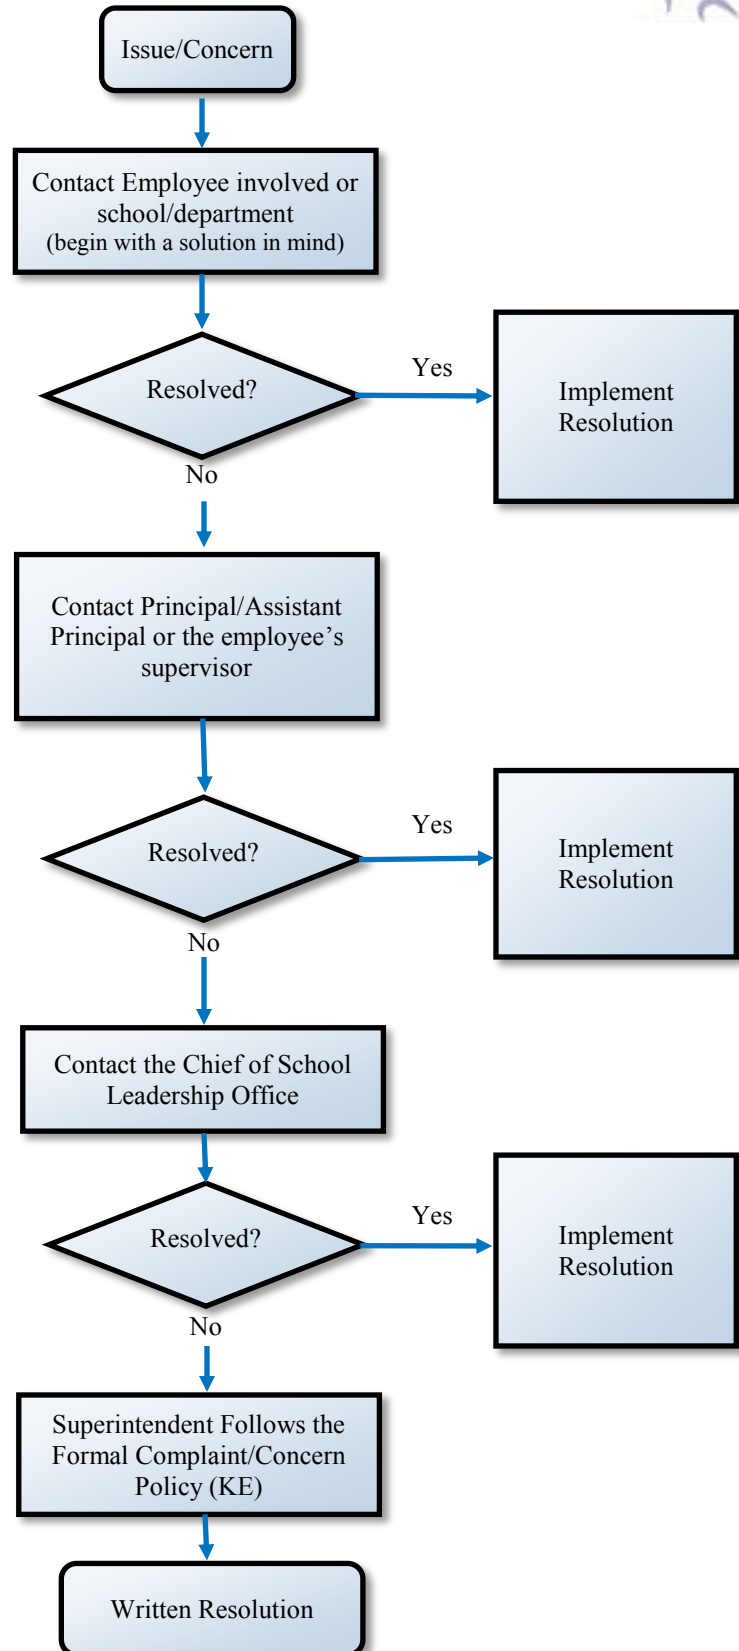 Issue/Concern
Contact Employee involved or
school/department
(begin with a solution in mind)
Resolved?
Yes
Implement
Resolution
No
Contact Principal/Assistant
Principal or the employee’s
supervisor
Resolved?
Yes
Implement
Resolution
No
Contact the Chief of School
Leadership Office
Resolved?
Yes
Implement
Resolution
No
Superintendent Follows the
Formal Complaint/Concern
Policy (KE)
Written Resolution